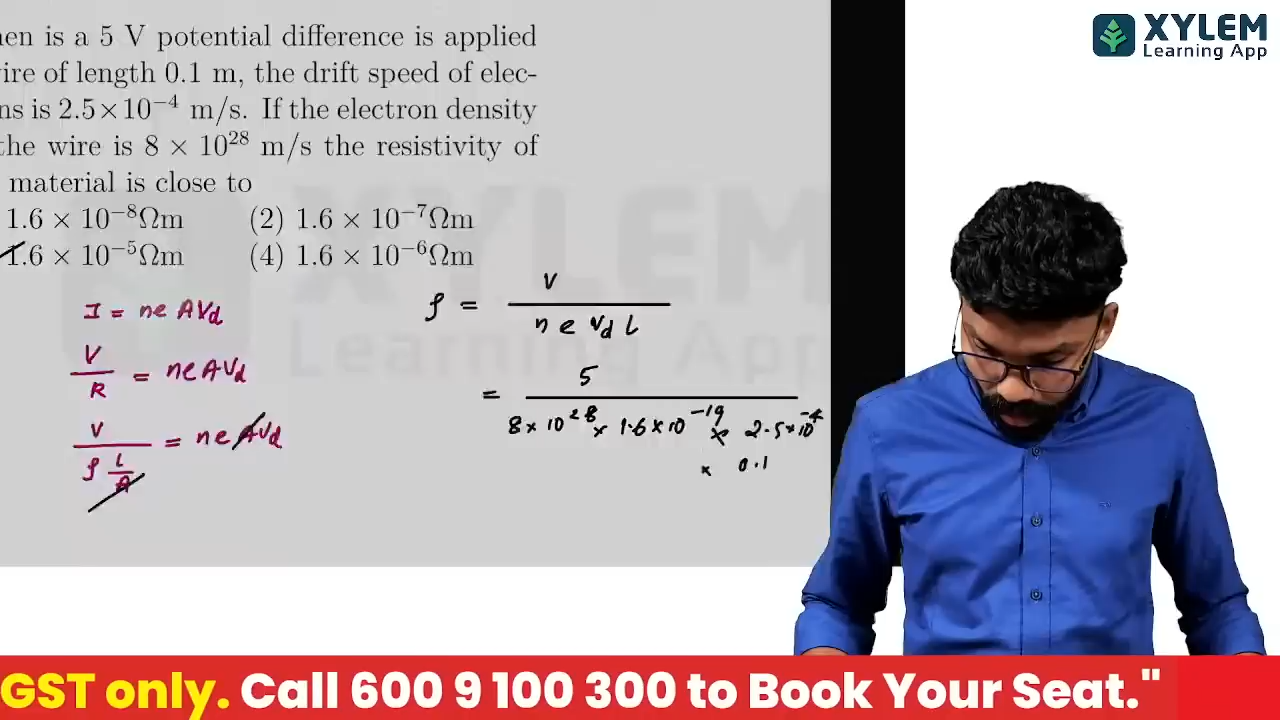 XYLEM
Learning App
en is a 5 V potential difference is applied
ire of length 0.1 m, the drift speed of elec-
ns is 2.5×10⁻⁴ m/s. If the electron density
the wire is 8 × 10²⁸ m/s the resistivity of
material is close to
1.6 × 10⁻⁸Ωm (2) 1.6 × 10⁻⁷Ωm
1.6 × 10⁻⁵Ωm (4) 1.6 × 10⁻⁶Ωm
I = neAVd
V/R = neAVd
V/(ρ L/A) = neAVd
ρ = V/(n e Vd L)
= 5/(8×10²⁸ × 1.6×10⁻¹⁹ × 2.5×10⁻⁴
× 0.1
XYLEM
Learning App
GST only. Call 600 9 100 300 to Book Your Seat."